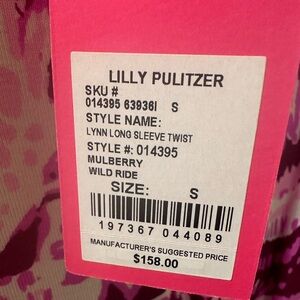 LILLY PULITZER
SKU #
014395 63936I S
STYLE NAME:
LYNN LONG SLEEVE TWIST
STYLE #: 014395
MULBERRY
WILD RIDE
SIZE: S
197367 044089
MANUFACTURER'S SUGGESTED PRICE
$158.00